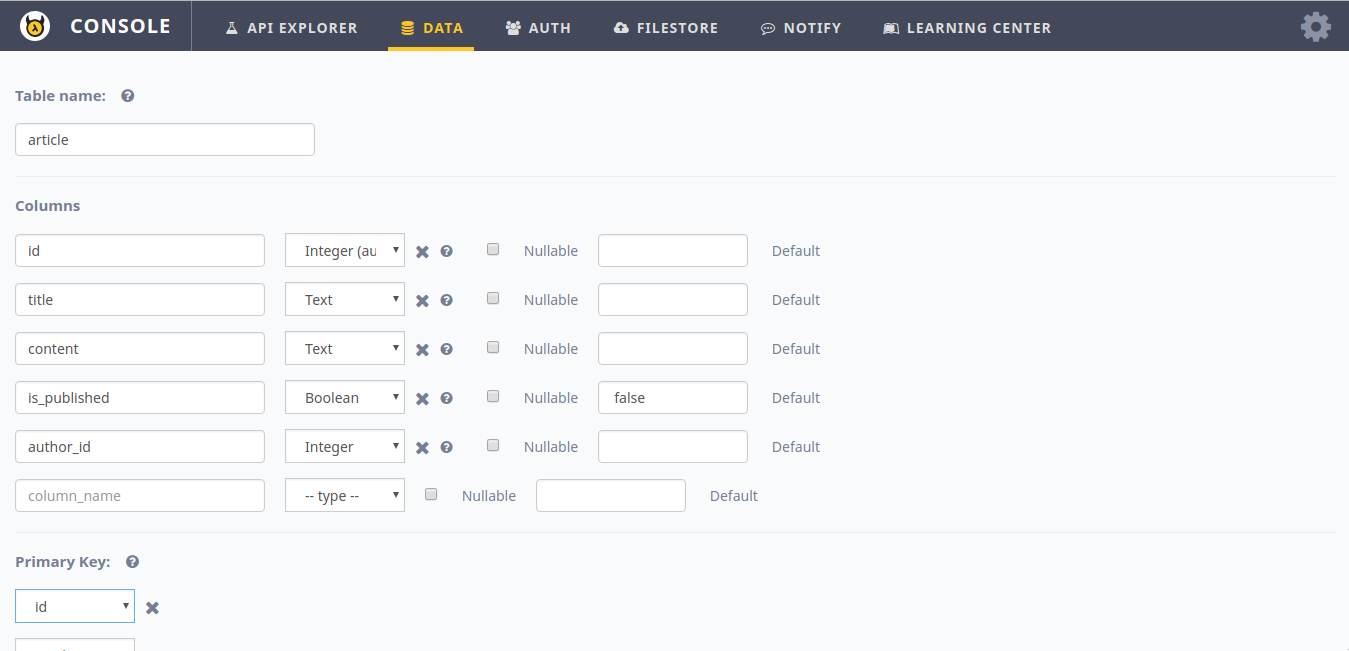 CONSOLE API EXPLORER DATA AUTH FILESTORE NOTIFY LEARNING CENTER
Table name:
article
Columns
id Integer (au Nullable Default
title Text Nullable Default
content Text Nullable Default
is_published Boolean Nullable false Default
author_id Integer Nullable Default
column_name -- type -- Nullable Default
Primary Key:
id